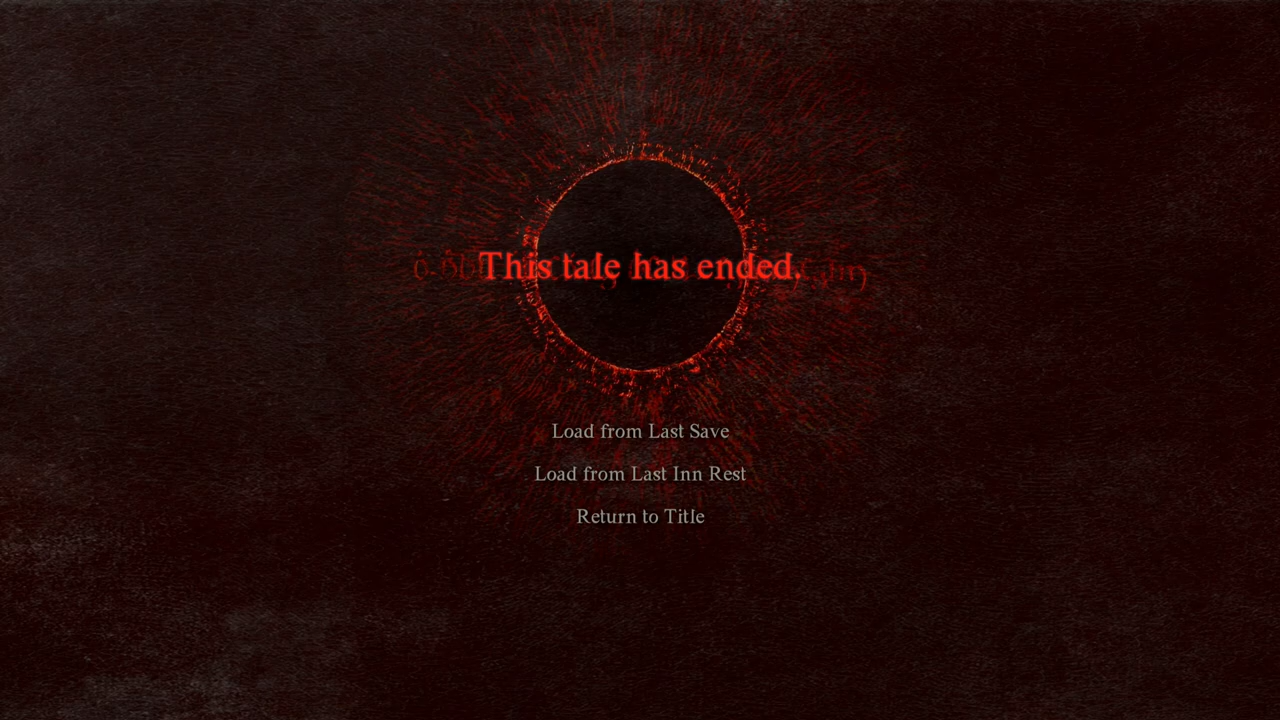 This tale has ended.
Load from Last Save
Load from Last Inn Rest
Return to Title